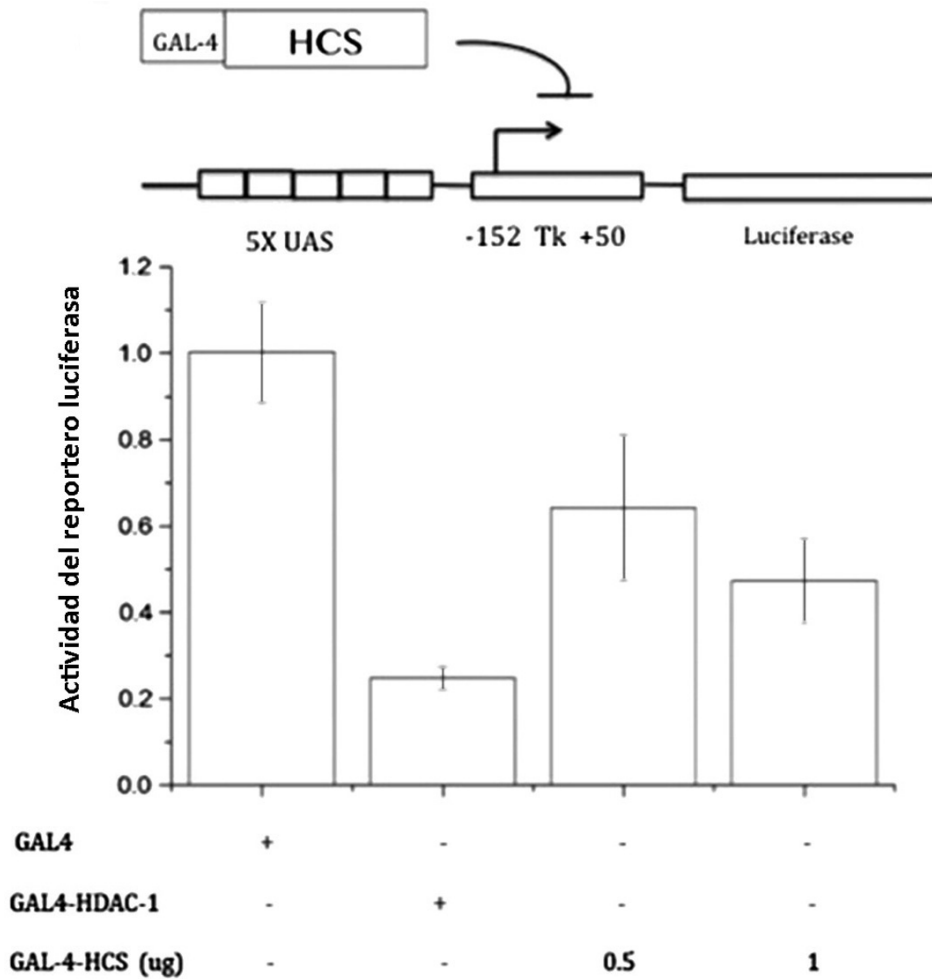 GAL-4 HCS
5X UAS -152 Tk +50 Luciferase
Actividad del reportero luciferasa
1.2
1.0
0.8
0.6
0.4
0.2
0.0
GAL4 + - - -
GAL4-HDAC-1 - + - -
GAL-4-HCS (ug) - - 0.5 1